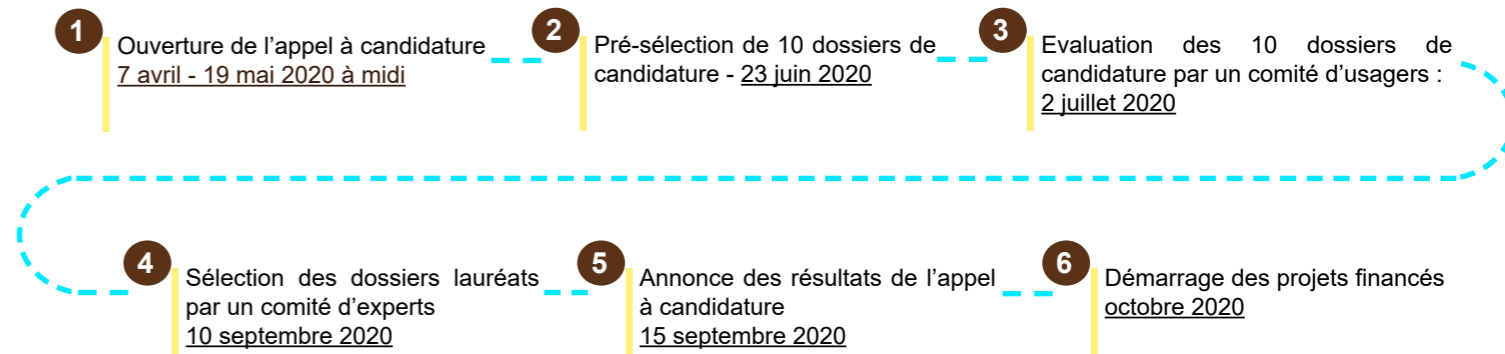 1
Ouverture de l’appel à candidature
7 avril - 19 mai 2020 à midi
2
Pré-sélection de 10 dossiers de
candidature - 23 juin 2020
3
Evaluation des 10 dossiers de
candidature par un comité d’usagers :
2 juillet 2020
4
Sélection des dossiers lauréats
par un comité d’experts
10 septembre 2020
5
Annonce des résultats de l’appel
à candidature
15 septembre 2020
6
Démarrage des projets financés
octobre 2020